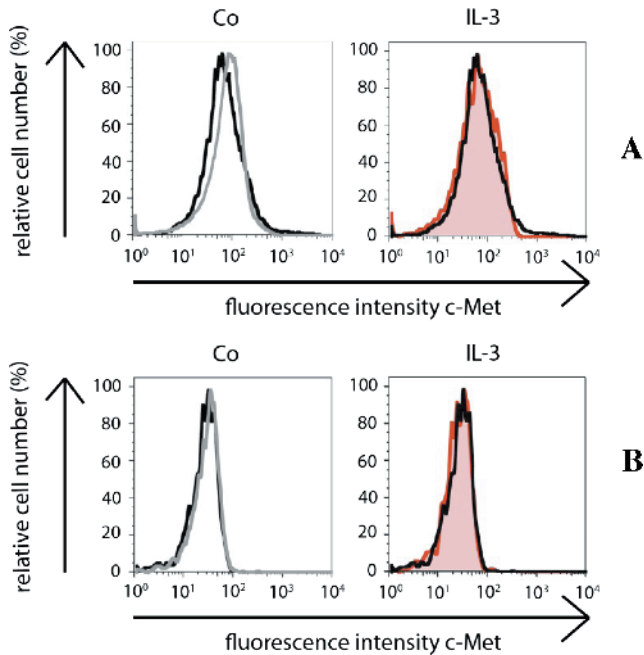 Co IL-3
relative cell number (%)
100 100
80 80
60 60
40 40
20 20
0 0
10⁰ 10¹ 10² 10³ 10⁴ 10⁰ 10¹ 10² 10³ 10⁴
fluorescence intensity c-Met
A
Co IL-3
relative cell number (%)
100 100
80 80
60 60
40 40
20 20
0 0
10⁰ 10¹ 10² 10³ 10⁴ 10⁰ 10¹ 10² 10³ 10⁴
fluorescence intensity c-Met
B